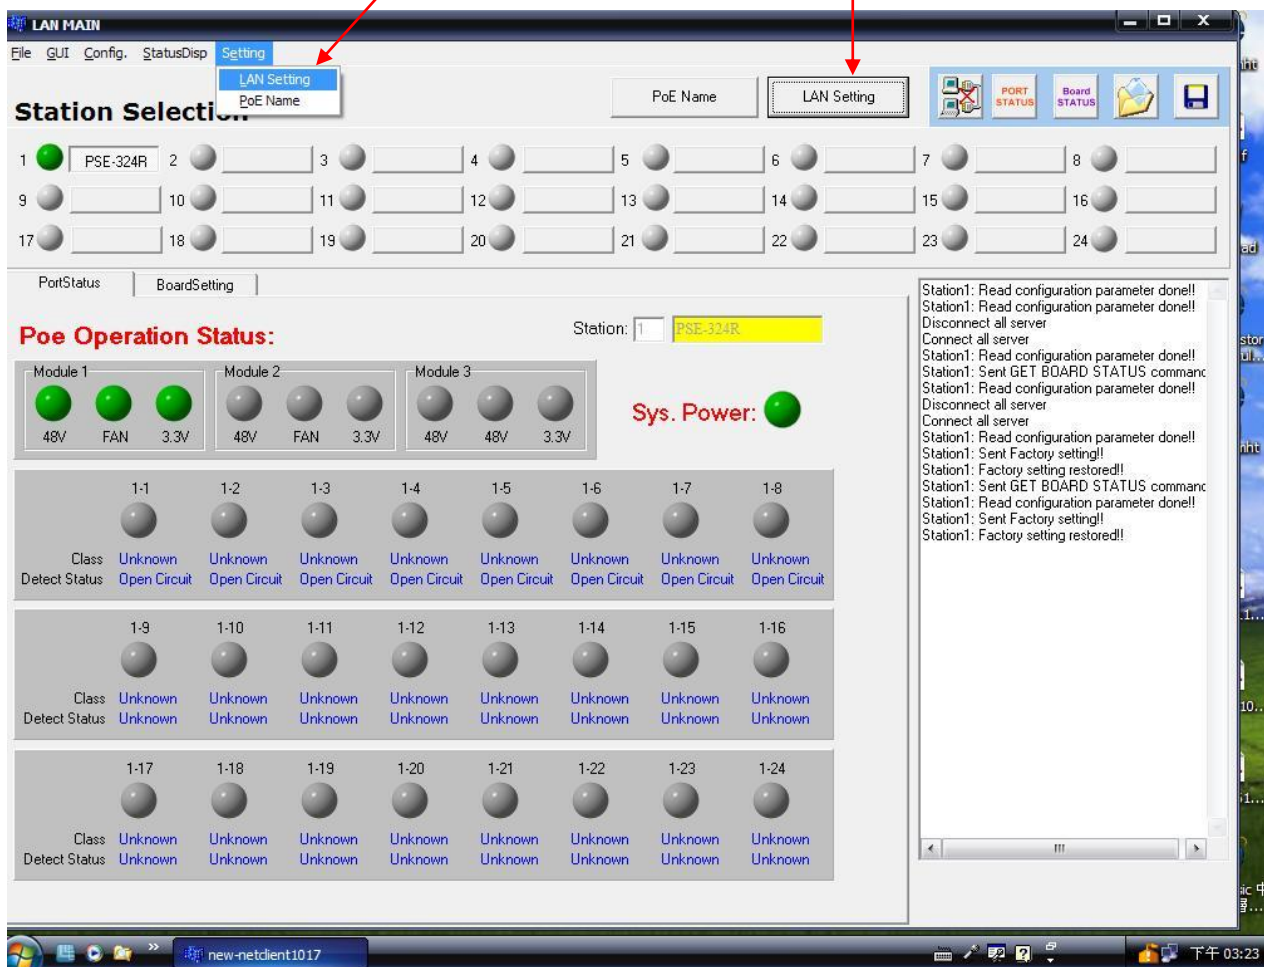 LAN MAIN
File GUI Config. StatusDisp Setting
LAN Setting
PoE Name
Station Selection
PoE Name LAN Setting PORT STATUS Board STATUS
1 PSE-324R 2 3 4 5 6 7 8
9 10 11 12 13 14 15 16
17 18 19 20 21 22 23 24
PortStatus BoardSetting
Poe Operation Status:
Station: 1 PSE-324R
Module 1 Module 2 Module 3
48V FAN 3.3V 48V FAN 3.3V 48V 48V 3.3V
Sys. Power:
1-1 1-2 1-3 1-4 1-5 1-6 1-7 1-8
Class Unknown Unknown Unknown Unknown Unknown Unknown Unknown Unknown
Detect Status Open Circuit Open Circuit Open Circuit Open Circuit Open Circuit Open Circuit Open Circuit Open Circuit
1-9 1-10 1-11 1-12 1-13 1-14 1-15 1-16
Class Unknown Unknown Unknown Unknown Unknown Unknown Unknown Unknown
Detect Status Unknown Unknown Unknown Unknown Unknown Unknown Unknown Unknown
1-17 1-18 1-19 1-20 1-21 1-22 1-23 1-24
Class Unknown Unknown Unknown Unknown Unknown Unknown Unknown Unknown
Detect Status Unknown Unknown Unknown Unknown Unknown Unknown Unknown Unknown
Station1: Read configuration parameter done!!
Station1: Read configuration parameter done!!
Disconnect all server
Connect all server
Station1: Read configuration parameter done!!
Station1: Sent GET BOARD STATUS commanc
Station1: Read configuration parameter done!!
Disconnect all server
Connect all server
Station1: Read configuration parameter done!!
Station1: Sent Factory setting!!
Station1: Factory setting restored!!
Station1: Sent GET BOARD STATUS commanc
Station1: Read configuration parameter done!!
Station1: Sent Factory setting!!
Station1: Factory setting restored!!
new-netclient1017
下午 03:23